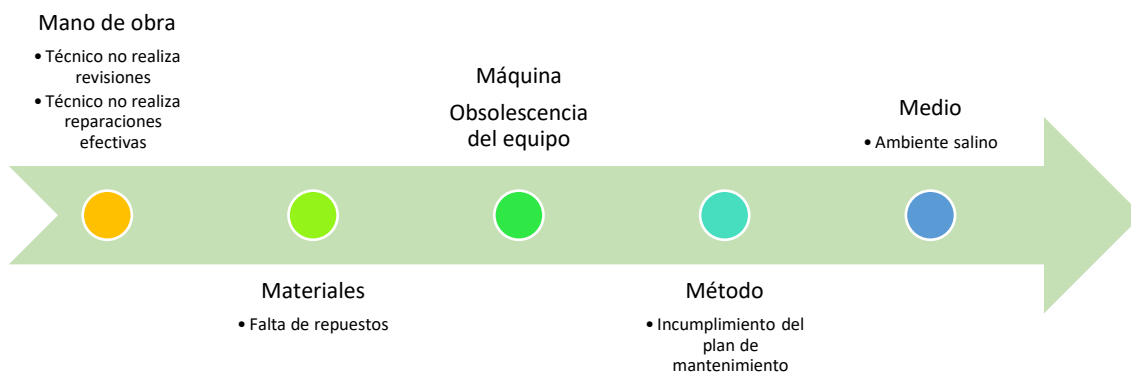 Mano de obra
• Técnico no realiza
revisiones
• Técnico no realiza
reparaciones
efectivas
Materiales
• Falta de repuestos
Máquina
Obsolescencia
del equipo
Método
• Incumplimiento del
plan de
mantenimiento
Medio
• Ambiente salino